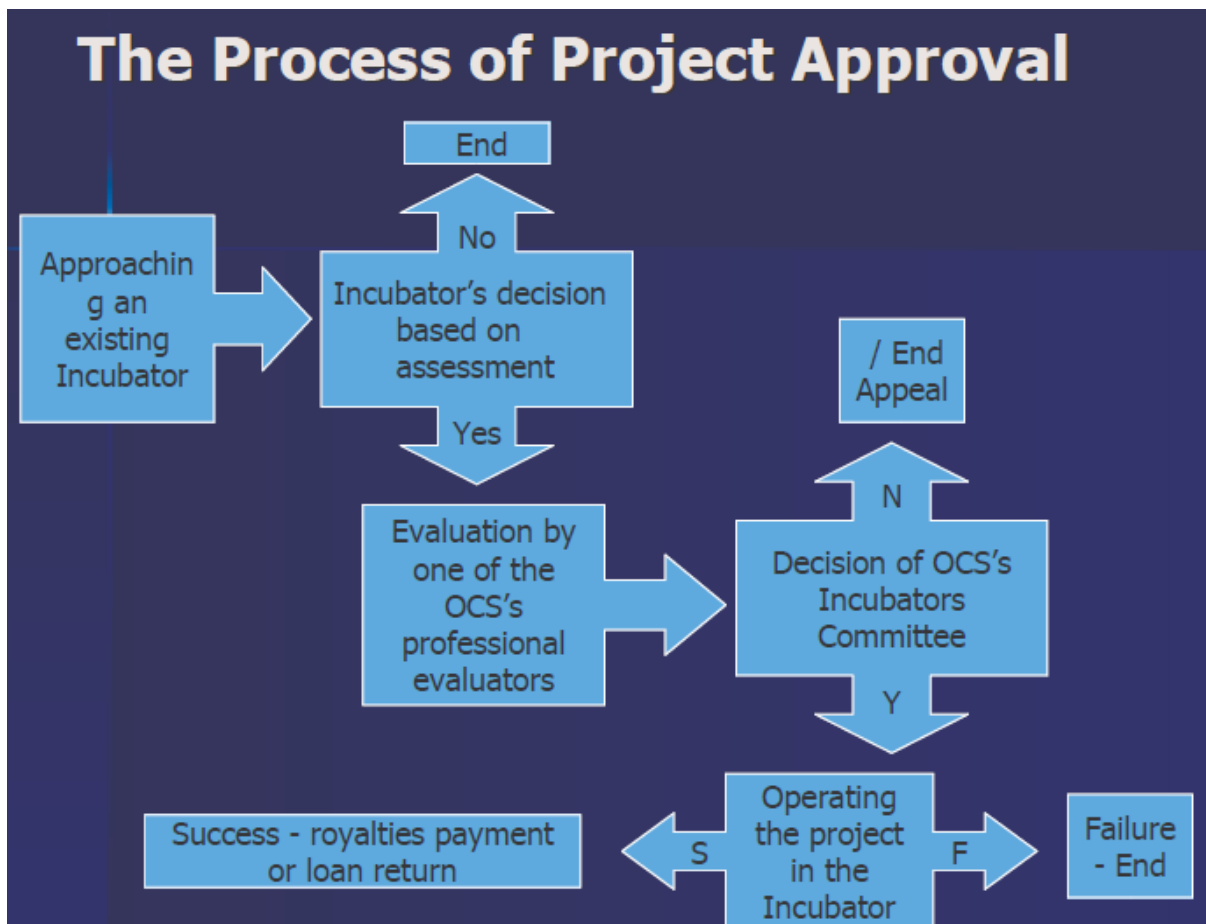 The Process of Project Approval
End
No
Approachin
g an
existing
Incubator
Incubator's decision
based on
assessment
Yes
/ End
Appeal
N
Evaluation by
one of the
OCS's
professional
evaluators
Decision of OCS's
Incubators
Committee
Y
Operating
the project
in the
Incubator
S
Success - royalties payment
or loan return
F
Failure
- End